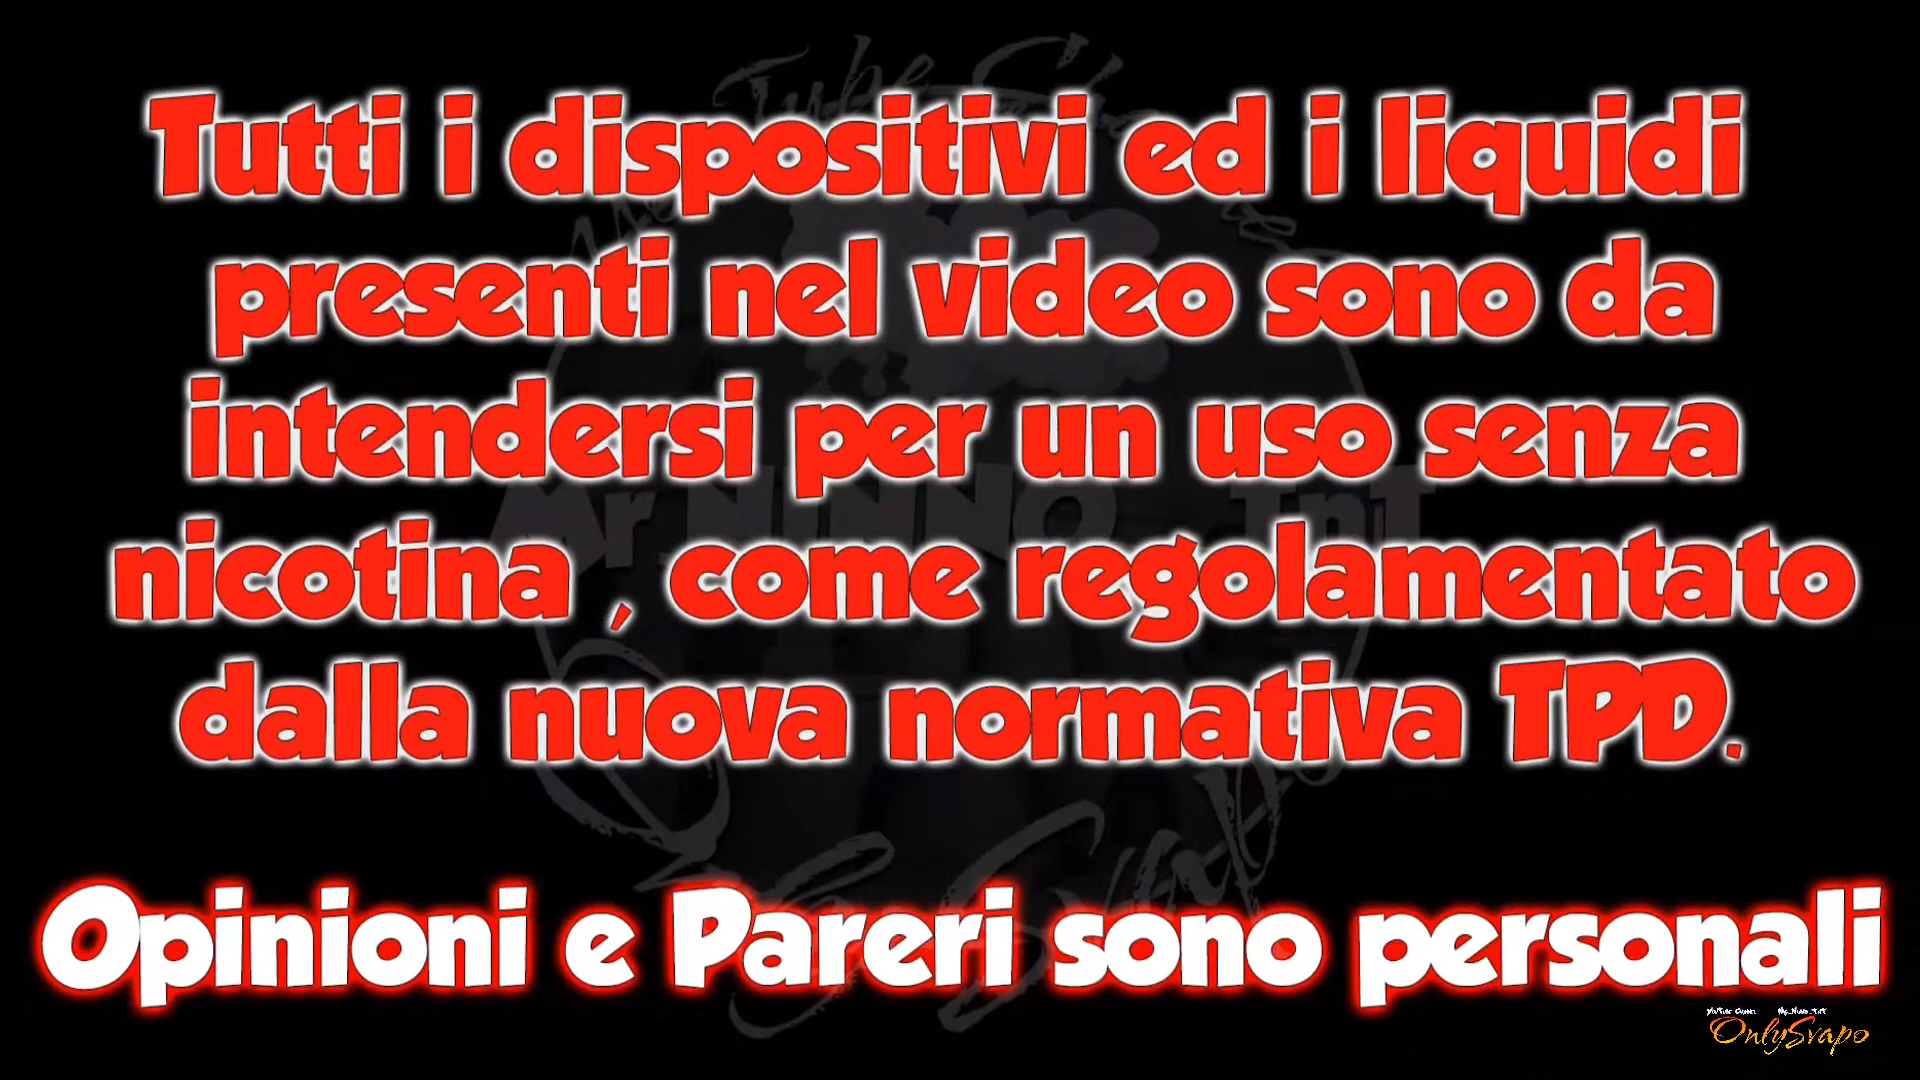 Tutti i dispositivi ed i liquidi
presenti nel video sono da
intendersi per un uso senza
nicotina , come regolamentato
dalla nuova normativa TPD.
Opinioni e Pareri sono personali
OnlySvapo